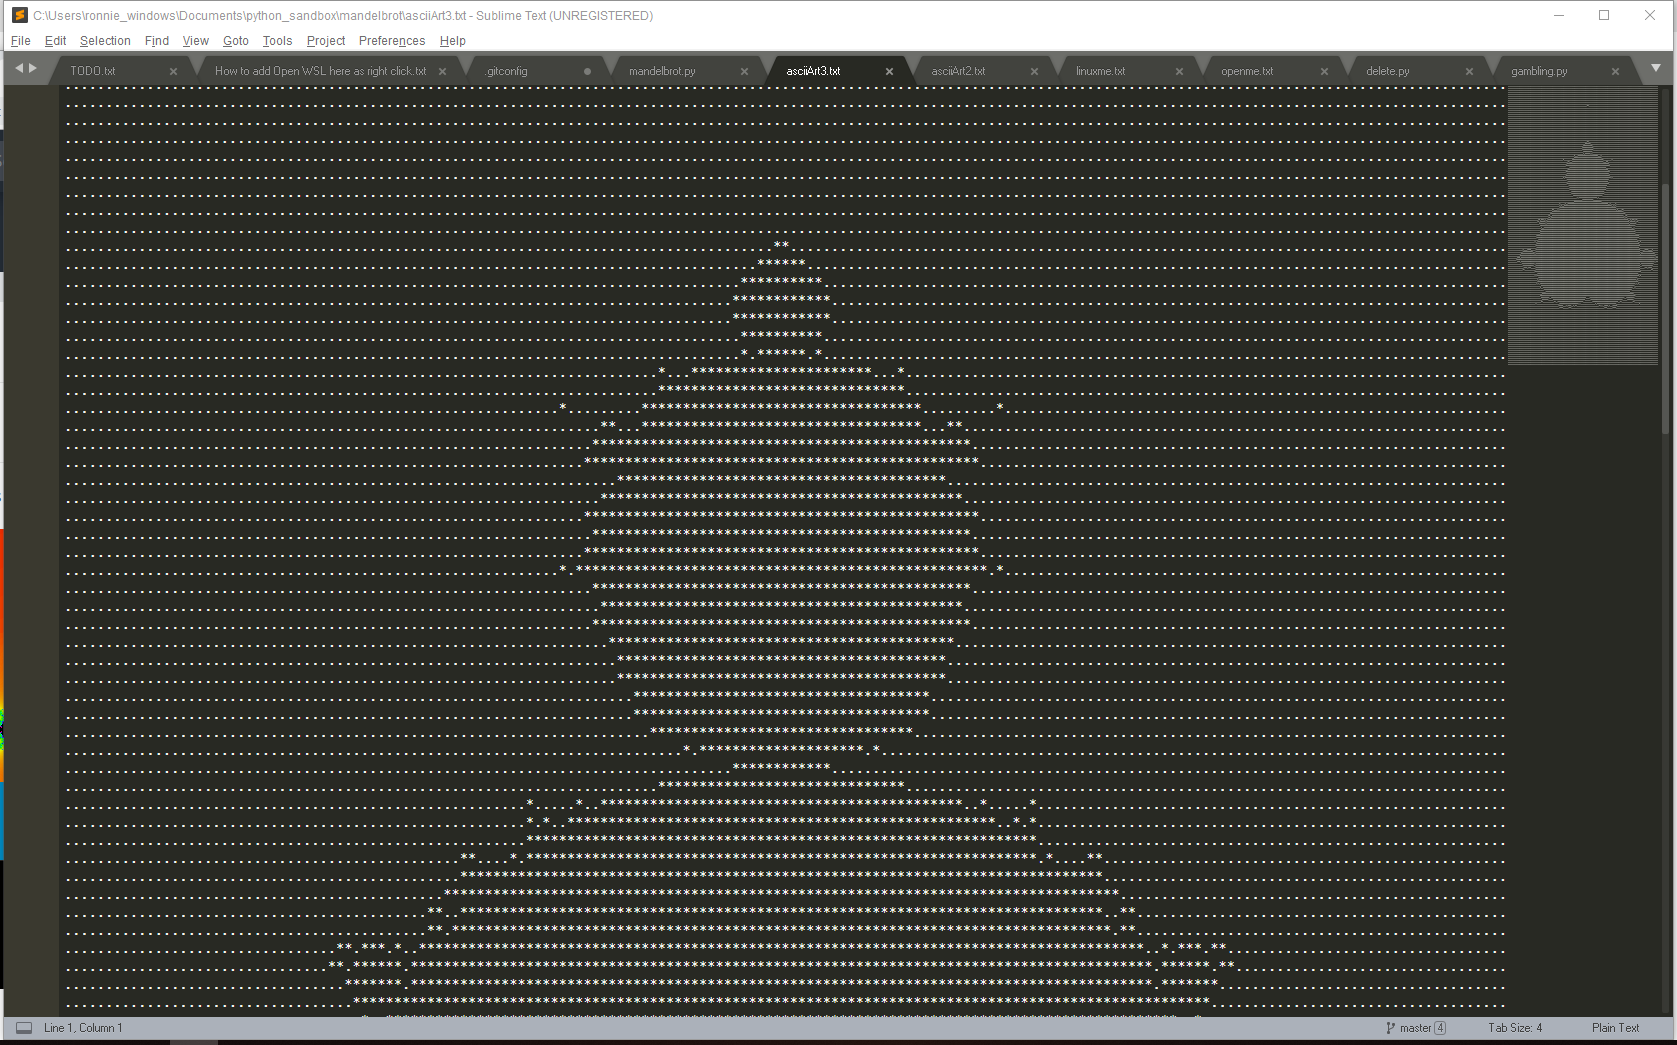 C:\Users\ronnie_windows\Documents\python_sandbox\mandelbrot\asciiArt3.txt - Sublime Text (UNREGISTERED)
File Edit Selection Find View Goto Tools Project Preferences Help
TODO.txt How to add Open WSL here as right click.txt .gitconfig mandelbrot.py asciiArt3.txt asciiArt2.txt linuxme.txt openme.txt delete.py gambling.py
Line 1, Column 1 master 4 Tab Size: 4 Plain Text